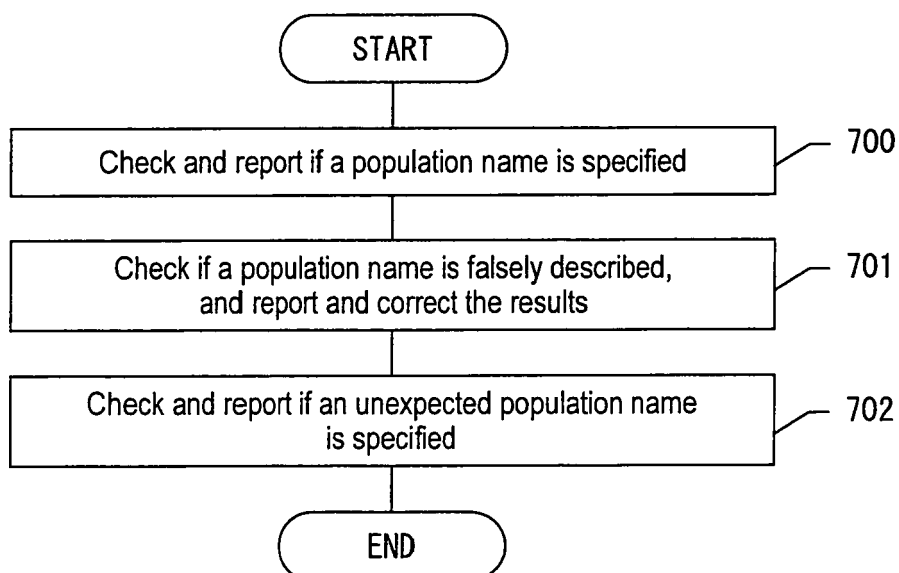 START
Check and report if a population name is specified
700
Check if a population name is falsely described,
and report and correct the results
701
Check and report if an unexpected population name
is specified
702
END